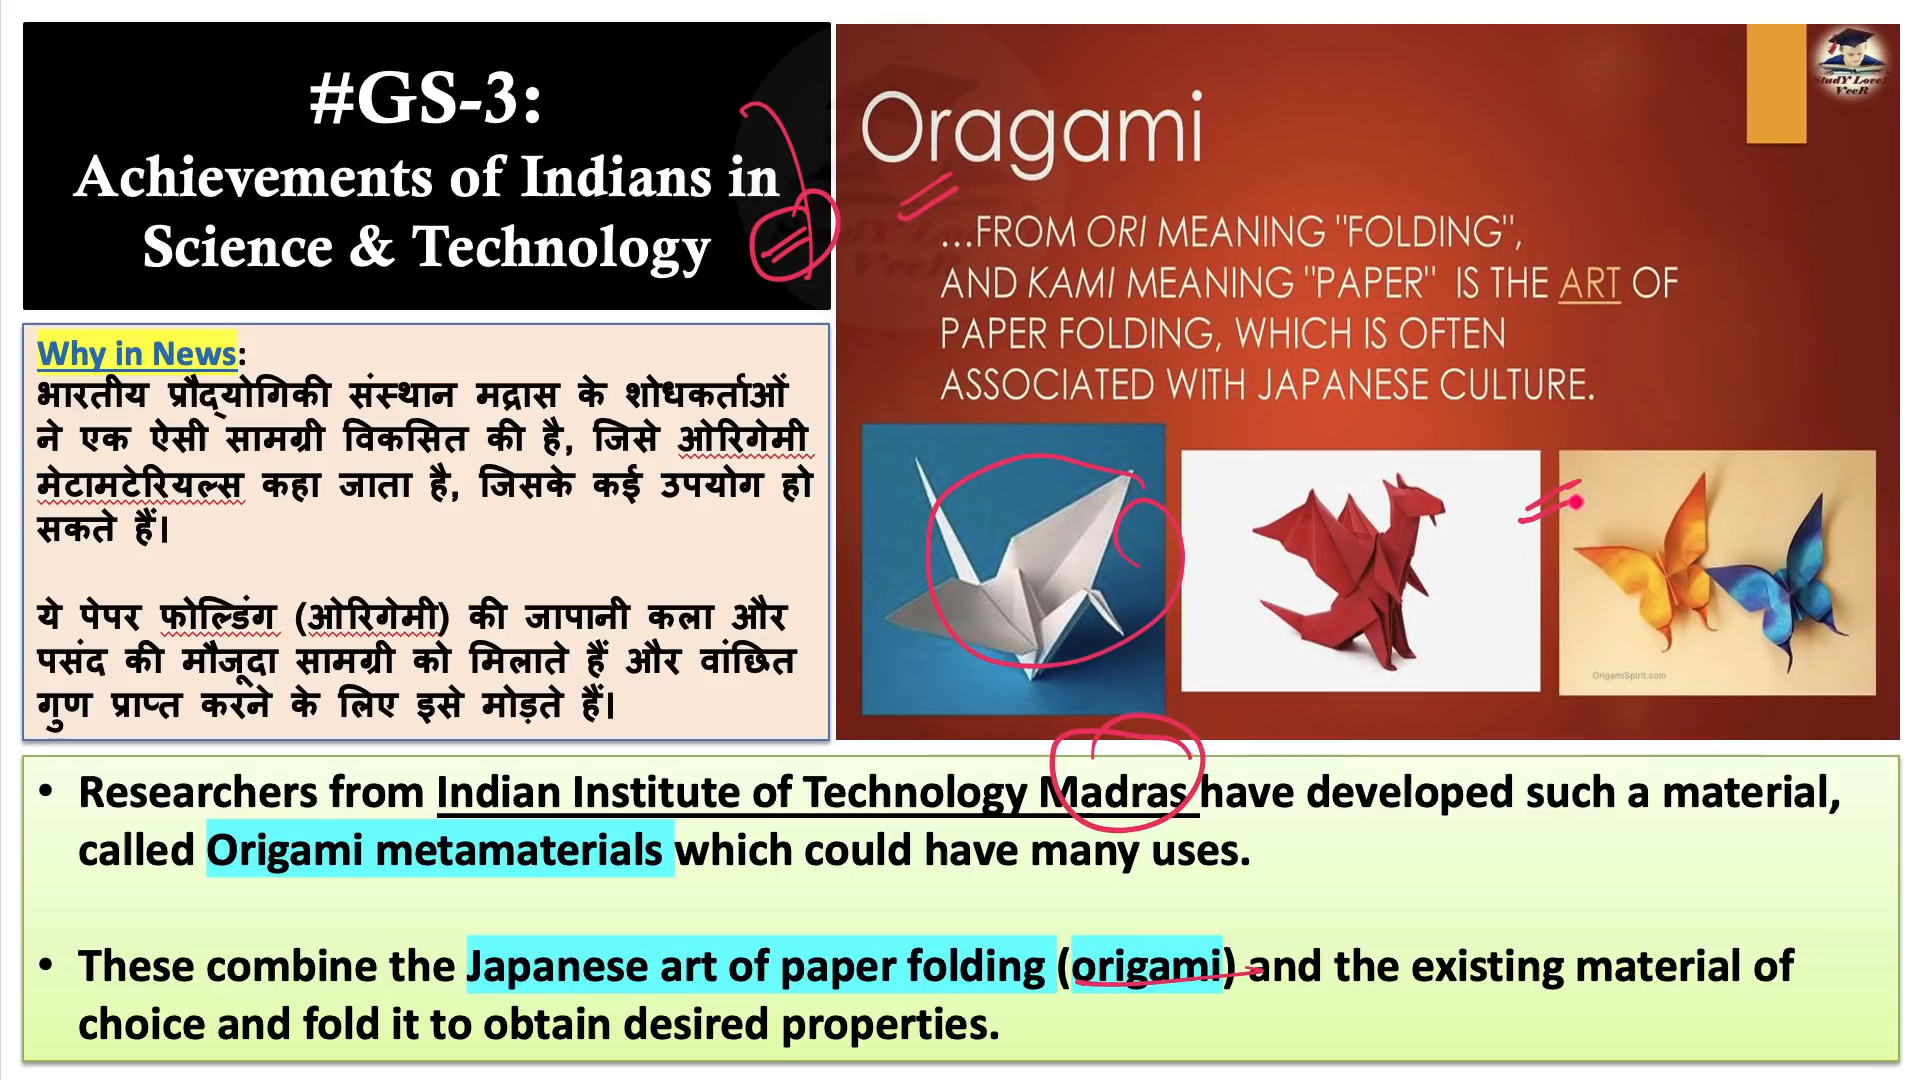 #GS-3:
Achievements of Indians in
Science & Technology
Why in News:
भारतीय प्रौद्योगिकी संस्थान मद्रास के शोधकर्ताओं
ने एक ऐसी सामग्री विकसित की है, जिसे ओरिगेमी
मेटामटेरियल्स कहा जाता है, जिसके कई उपयोग हो
सकते हैं।
ये पेपर फोल्डिंग (ओरिगेमी) की जापानी कला और
पसंद की मौजूदा सामग्री को मिलाते हैं और वांछित
गुण प्राप्त करने के लिए इसे मोड़ते हैं।
Oragami
...FROM ORI MEANING "FOLDING",
AND KAMI MEANING "PAPER" IS THE ART OF
PAPER FOLDING, WHICH IS OFTEN
ASSOCIATED WITH JAPANESE CULTURE.
StudY LoveR
VeeR
OrigamiSpirit.com
• Researchers from Indian Institute of Technology Madras have developed such a material,
called Origami metamaterials which could have many uses.
• These combine the Japanese art of paper folding (origami) and the existing material of
choice and fold it to obtain desired properties.